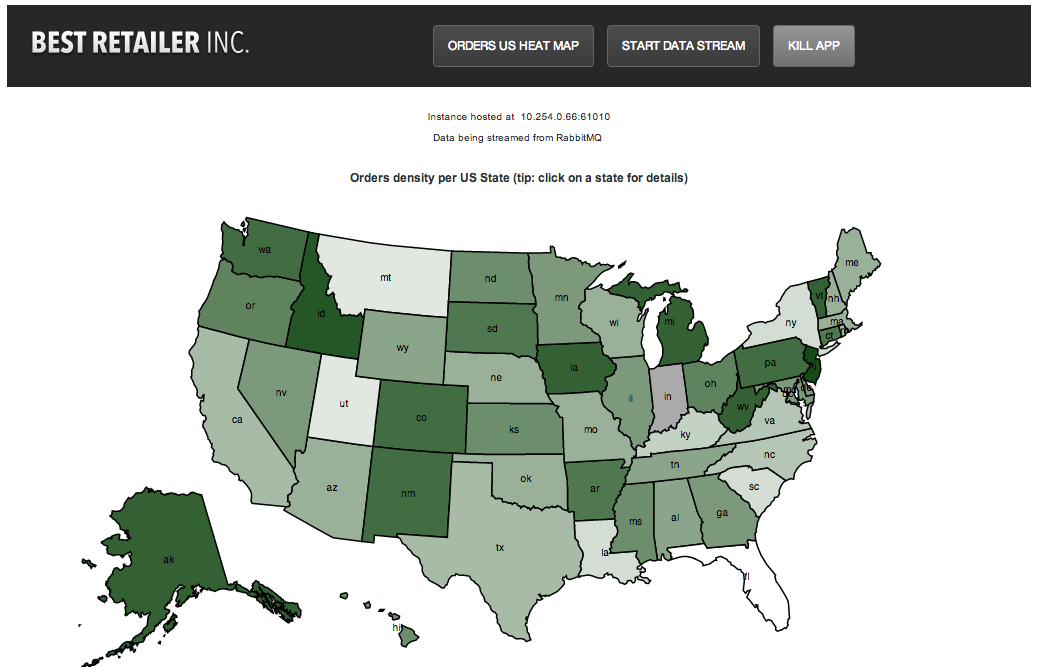 BEST RETAILER INC.
ORDERS US HEAT MAP
START DATA STREAM
KILL APP
Instance hosted at 10.254.0.66:61010
Data being streamed from RabbitMQ
Orders density per US State (tip: click on a state for details)
wa
mt
nd
mn
me
or
id
sd
wi
mi
ny
vt
nh
ma
ct
wy
ia
pa
ne
nv
ut
co
il
in
oh
wv
md
dc
de
ca
ks
mo
ky
va
az
nm
ok
ar
tn
nc
sc
ms
al
ga
tx
la
fl
ak
hi